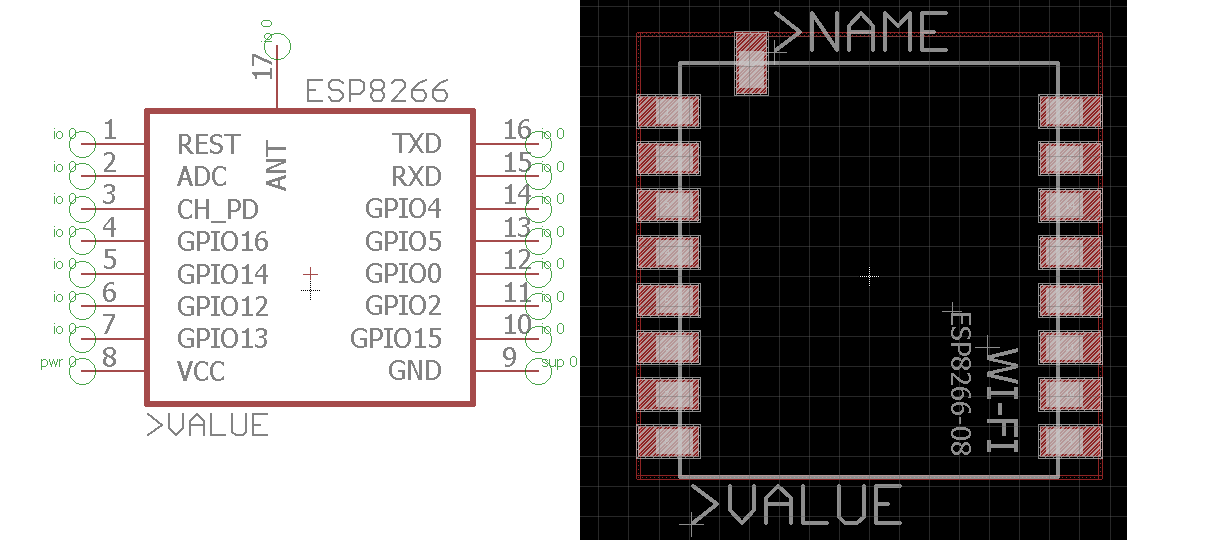 io 0
17
ESP8266
io 0 1 REST TXD 16 io 0
io 0 2 ADC ANT RXD 15 io 0
io 0 3 CH_PD GPIO4 14 io 0
io 0 4 GPIO16 GPIO5 13 io 0
io 0 5 GPIO14 GPIO0 12 io 0
io 0 6 GPIO12 GPIO2 11 io 0
io 0 7 GPIO13 GPIO15 10 io 0
pwr 0 8 VCC GND 9 sup 0
>VALUE
>NAME
ESP8266-08
WI-FI
>VALUE